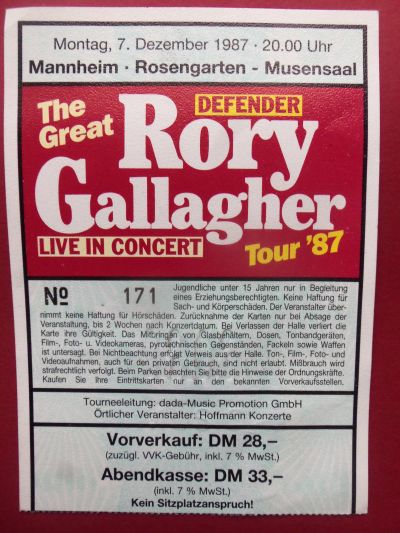 Montag, 7. Dezember 1987 · 20.00 Uhr
Mannheim · Rosengarten - Musensaal
The Great
DEFENDER
Rory
Gallagher
LIVE IN CONCERT
Tour '87
№ 171
Jugendliche unter 15 Jahren nur in Begleitung
eines Erziehungsberechtigten. Keine Haftung für
Sach- und Körperschäden. Der Veranstalter über-
nimmt keine Haftung für Hörschäden. Zurücknahme der Karten nur bei Absage der
Veranstaltung, bis 2 Wochen nach Konzertdatum. Bei Verlassen der Halle verliert die
Karte ihre Gültigkeit. Das Mitbringen von Glasbehältern, Dosen, Tonbandgeräten,
Film-, Foto- u. Videokameras, pyrotechnischen Gegenständen, Fackeln sowie Waffen
ist untersagt. Bei Nichtbeachtung erfolgt Verweis aus der Halle. Ton-, Film-, Foto- und
Videoaufnahmen, auch für den privaten Gebrauch, sind nicht erlaubt. Mißbrauch wird
strafrechtlich verfolgt. Beim Parken beachten Sie bitte die Hinweise der Ordnungskräfte.
Kaufen Sie Ihre Eintrittskarten nur an den bekannten Vorverkaufsstellen.
Tourneeleitung: dada-Music Promotion GmbH
Örtlicher Veranstalter: Hoffmann Konzerte
Vorverkauf: DM 28,–
(zuzügl. VVK-Gebühr, inkl. 7 % MwSt.)
Abendkasse: DM 33,–
(inkl. 7 % MwSt.)
Kein Sitzplatzanspruch!